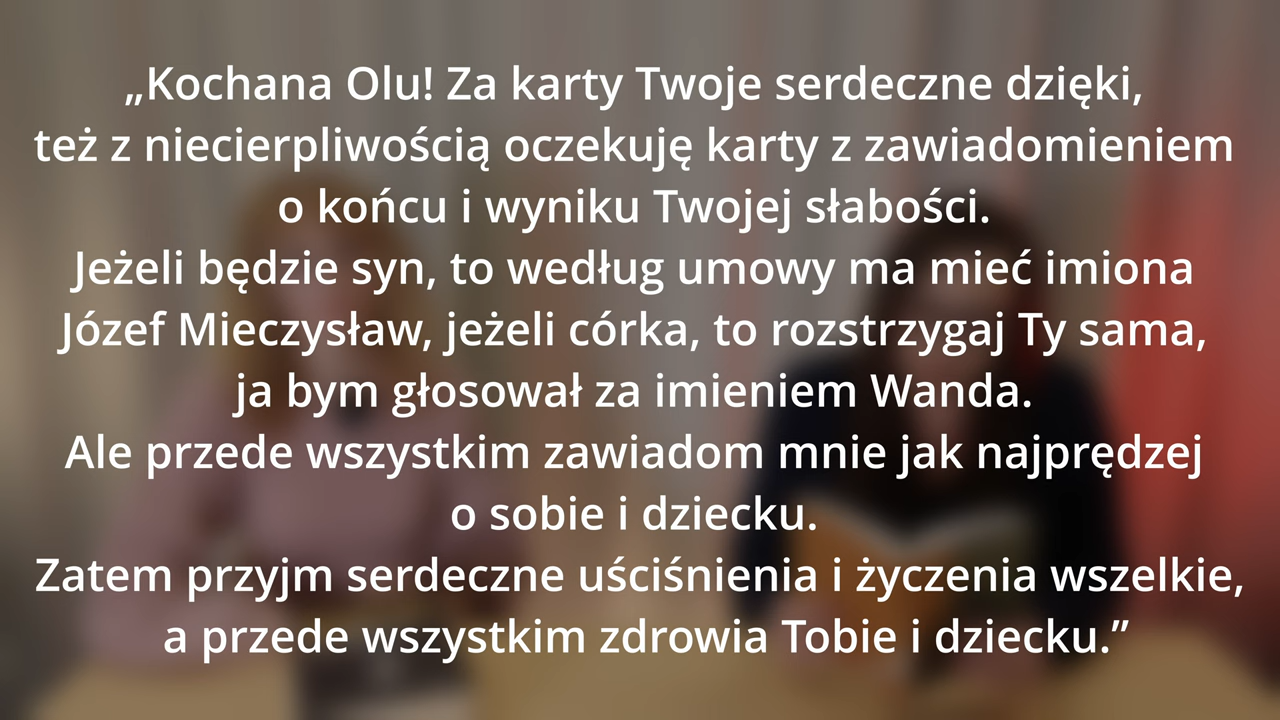 „Kochana Olu! Za karty Twoje serdeczne dzięki,
też z niecierpliwością oczekuję karty z zawiadomieniem
o końcu i wyniku Twojej słabości.
Jeżeli będzie syn, to według umowy ma mieć imiona
Józef Mieczysław, jeżeli córka, to rozstrzygaj Ty sama,
ja bym głosował za imieniem Wanda.
Ale przede wszystkim zawiadom mnie jak najprędzej
o sobie i dziecku.
Zatem przyjm serdeczne uściśnienia i życzenia wszelkie,
a przede wszystkim zdrowia Tobie i dziecku.”